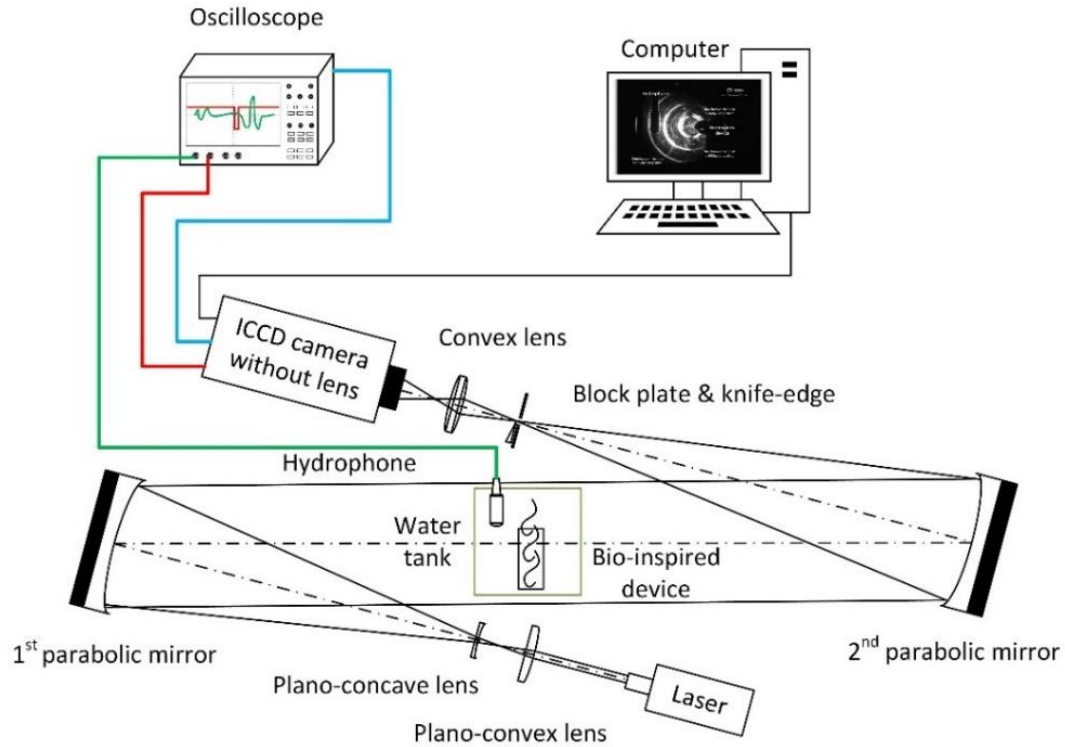 Oscilloscope
Computer
ICCD camera
without lens
Convex lens
Block plate & knife-edge
Hydrophone
Water
tank
Bio-inspired
device
1st parabolic mirror
2nd parabolic mirror
Plano-concave lens
Laser
Plano-convex lens